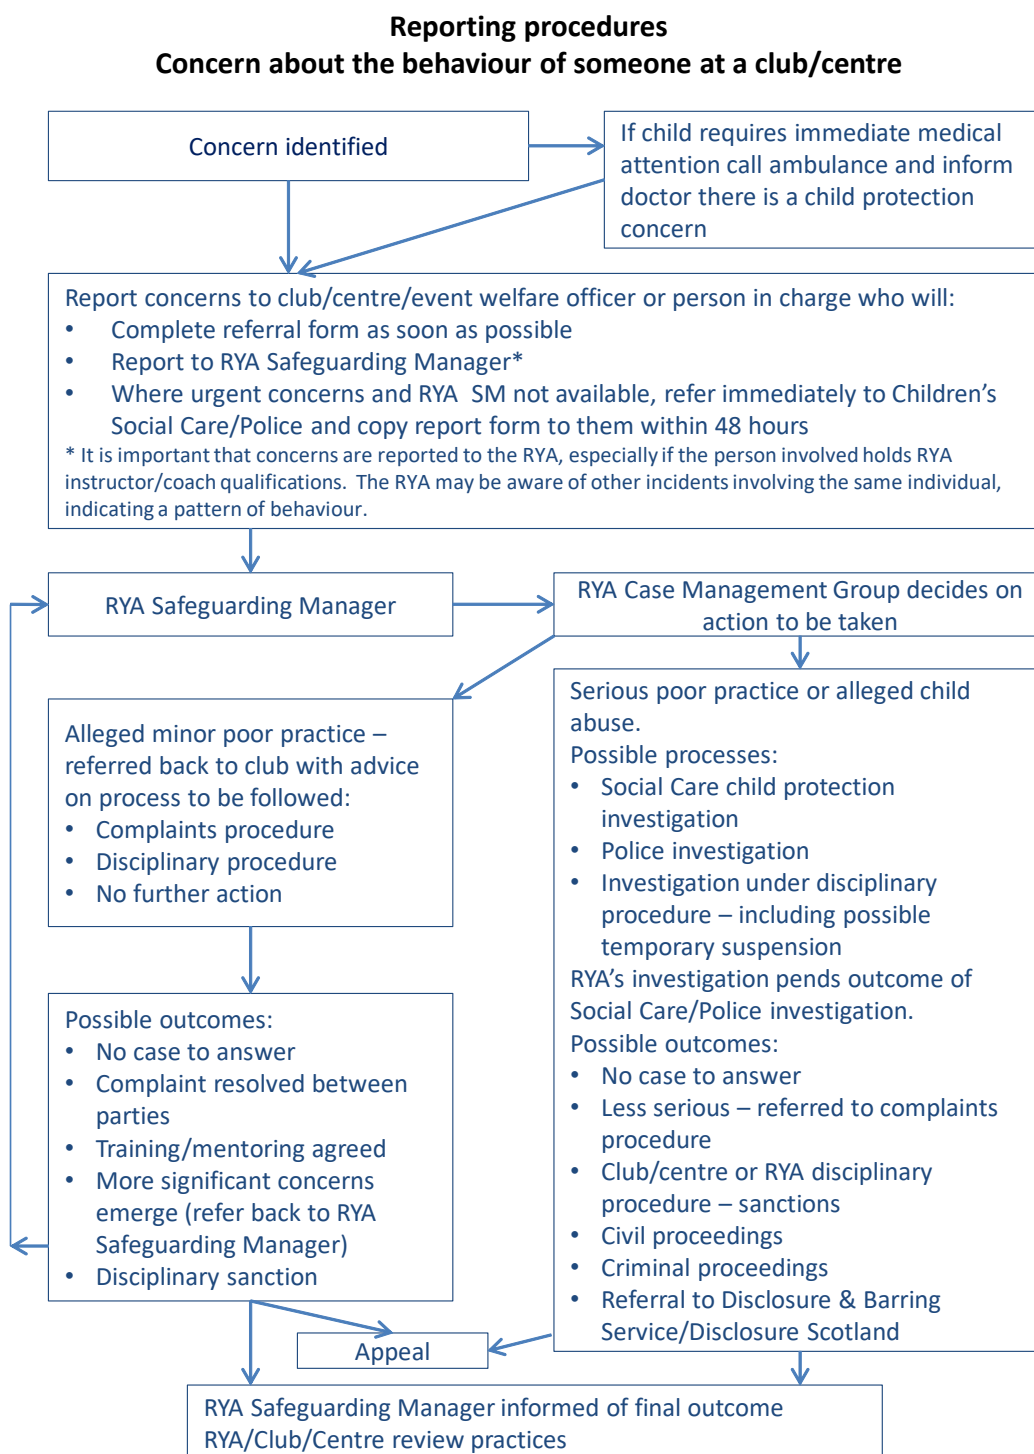 Reporting procedures
Concern about the behaviour of someone at a club/centre
Concern identified
If child requires immediate medical
attention call ambulance and inform
doctor there is a child protection
concern
Report concerns to club/centre/event welfare officer or person in charge who will:
• Complete referral form as soon as possible
• Report to RYA Safeguarding Manager*
• Where urgent concerns and RYA SM not available, refer immediately to Children’s
Social Care/Police and copy report form to them within 48 hours
* It is important that concerns are reported to the RYA, especially if the person involved holds RYA
instructor/coach qualifications. The RYA may be aware of other incidents involving the same individual,
indicating a pattern of behaviour.
RYA Safeguarding Manager
RYA Case Management Group decides on
action to be taken
Alleged minor poor practice –
referred back to club with advice
on process to be followed:
• Complaints procedure
• Disciplinary procedure
• No further action
Possible outcomes:
• No case to answer
• Complaint resolved between
parties
• Training/mentoring agreed
• More significant concerns
emerge (refer back to RYA
Safeguarding Manager)
• Disciplinary sanction
Serious poor practice or alleged child
abuse.
Possible processes:
• Social Care child protection
investigation
• Police investigation
• Investigation under disciplinary
procedure – including possible
temporary suspension
RYA’s investigation pends outcome of
Social Care/Police investigation.
Possible outcomes:
• No case to answer
• Less serious – referred to complaints
procedure
• Club/centre or RYA disciplinary
procedure – sanctions
• Civil proceedings
• Criminal proceedings
• Referral to Disclosure & Barring
Service/Disclosure Scotland
Appeal
RYA Safeguarding Manager informed of final outcome
RYA/Club/Centre review practices